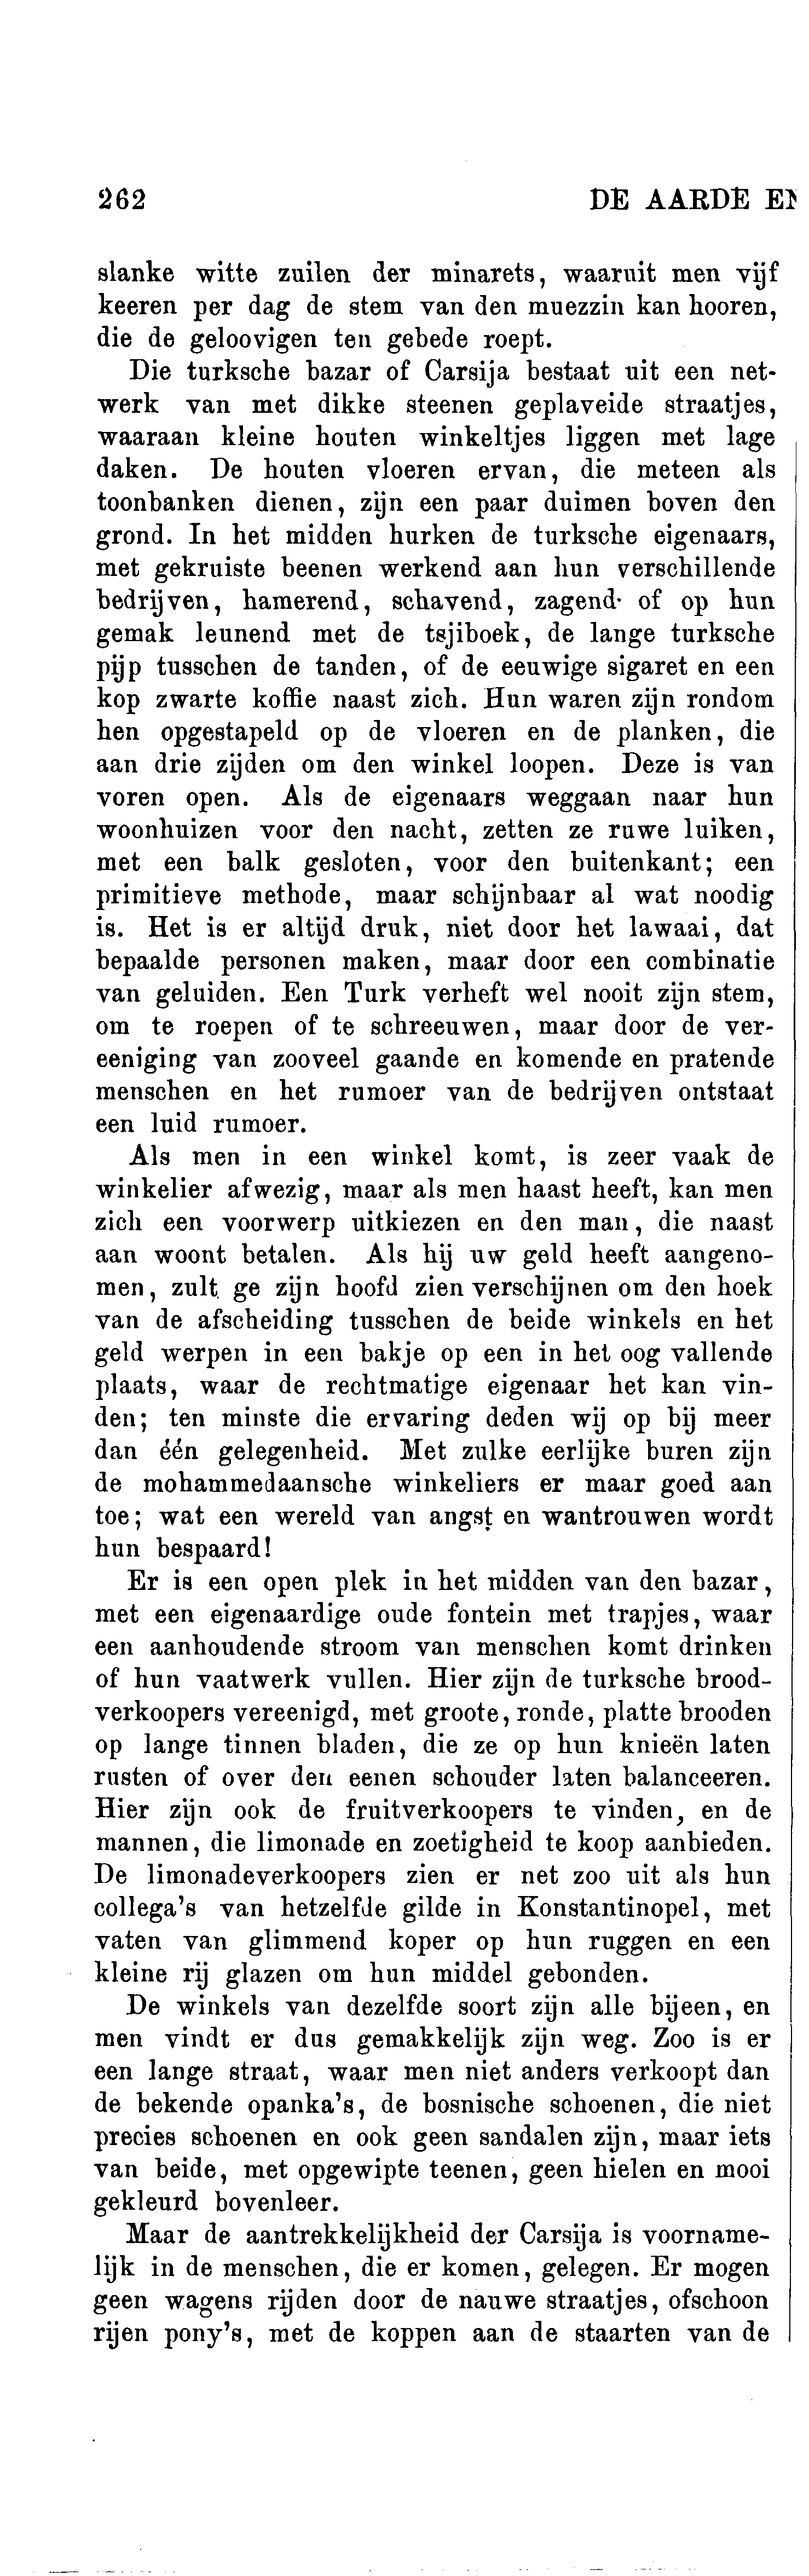 262 DE AARDE EN
slanke witte zuilen der minarets, waaruit men vijf
keeren per dag de stem van den muezzin kan hooren,
die de geloovigen ten gebede roept.
Die turksche bazar of Carsija bestaat uit een net-
werk van met dikke steenen geplaveide straatjes,
waaraan kleine houten winkeltjes liggen met lage
daken. De houten vloeren ervan, die meteen als
toonbanken dienen, zijn een paar duimen boven den
grond. In het midden hurken de turksche eigenaars,
met gekruiste beenen werkend aan hun verschillende
bedrijven, hamerend, schavend, zagend of op hun
gemak leunend met de tsjiboek, de lange turksche
pijp tusschen de tanden, of de eeuwige sigaret en een
kop zwarte koffie naast zich. Hun waren zijn rondom
hen opgestapeld op de vloeren en de planken, die
aan drie zijden om den winkel loopen. Deze is van
voren open. Als de eigenaars weggaan naar hun
woonhuizen voor den nacht, zetten ze ruwe luiken,
met een balk gesloten, voor den buitenkant; een
primitieve methode, maar schijnbaar al wat noodig
is. Het is er altijd druk, niet door het lawaai, dat
bepaalde personen maken, maar door een combinatie
van geluiden. Een Turk verheft wel nooit zijn stem,
om te roepen of te schreeuwen, maar door de ver-
eeniging van zooveel gaande en komende en pratende
menschen en het rumoer van de bedrijven ontstaat
een luid rumoer.
Als men in een winkel komt, is zeer vaak de
winkelier afwezig, maar als men haast heeft, kan men
zich een voorwerp uitkiezen en den man, die naast
aan woont betalen. Als hij uw geld heeft aangeno-
men, zult ge zijn hoofd zien verschijnen om den hoek
van de afscheiding tusschen de beide winkels en het
geld werpen in een bakje op een in het oog vallende
plaats, waar de rechtmatige eigenaar het kan vin-
den; ten minste die ervaring deden wij op bij meer
dan één gelegenheid. Met zulke eerlijke buren zijn
de mohammedaansche winkeliers er maar goed aan
toe; wat een wereld van angst en wantrouwen wordt
hun bespaard!
Er is een open plek in het midden van den bazar,
met een eigenaardige oude fontein met trapjes, waar
een aanhoudende stroom van menschen komt drinken
of hun vaatwerk vullen. Hier zijn de turksche brood-
verkoopers vereenigd, met groote, ronde, platte brooden
op lange tinnen bladen, die ze op hun knieën laten
rusten of over den eenen schouder laten balanceeren.
Hier zijn ook de fruitverkoopers te vinden, en de
mannen, die limonade en zoetigheid te koop aanbieden.
De limonadeverkoopers zien er net zoo uit als hun
collega's van hetzelfde gilde in Konstantinopel, met
vaten van glimmend koper op hun ruggen en een
kleine rij glazen om hun middel gebonden.
De winkels van dezelfde soort zijn alle bijeen, en
men vindt er dus gemakkelijk zijn weg. Zoo is er
een lange straat, waar men niet anders verkoopt dan
de bekende opanka's, de bosnische schoenen, die niet
precies schoenen en ook geen sandalen zijn, maar iets
van beide, met opgewipte teenen, geen hielen en mooi
gekleurd bovenleer.
Maar de aantrekkelijkheid der Carsija is voorname-
lijk in de menschen, die er komen, gelegen. Er mogen
geen wagens rijden door de nauwe straatjes, ofschoon
rijen pony's, met de koppen aan de staarten van de